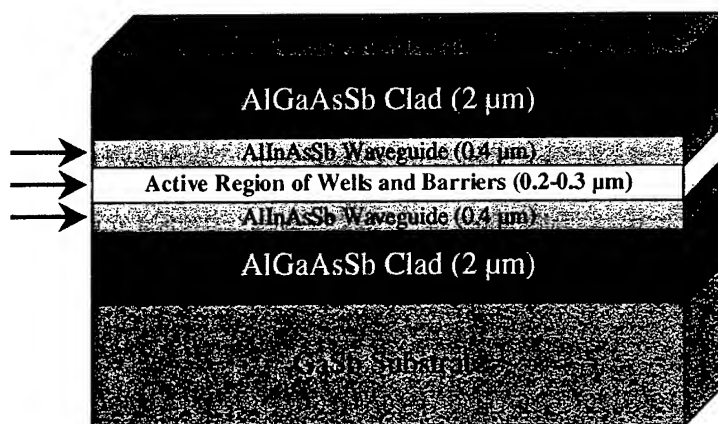 AlGaAsSb Clad (2 μm)
AlInAsSb Waveguide (0.4 μm)
Active Region of Wells and Barriers (0.2-0.3 μm)
AlInAsSb Waveguide (0.4 μm)
AlGaAsSb Clad (2 μm)
GaSb Substrate